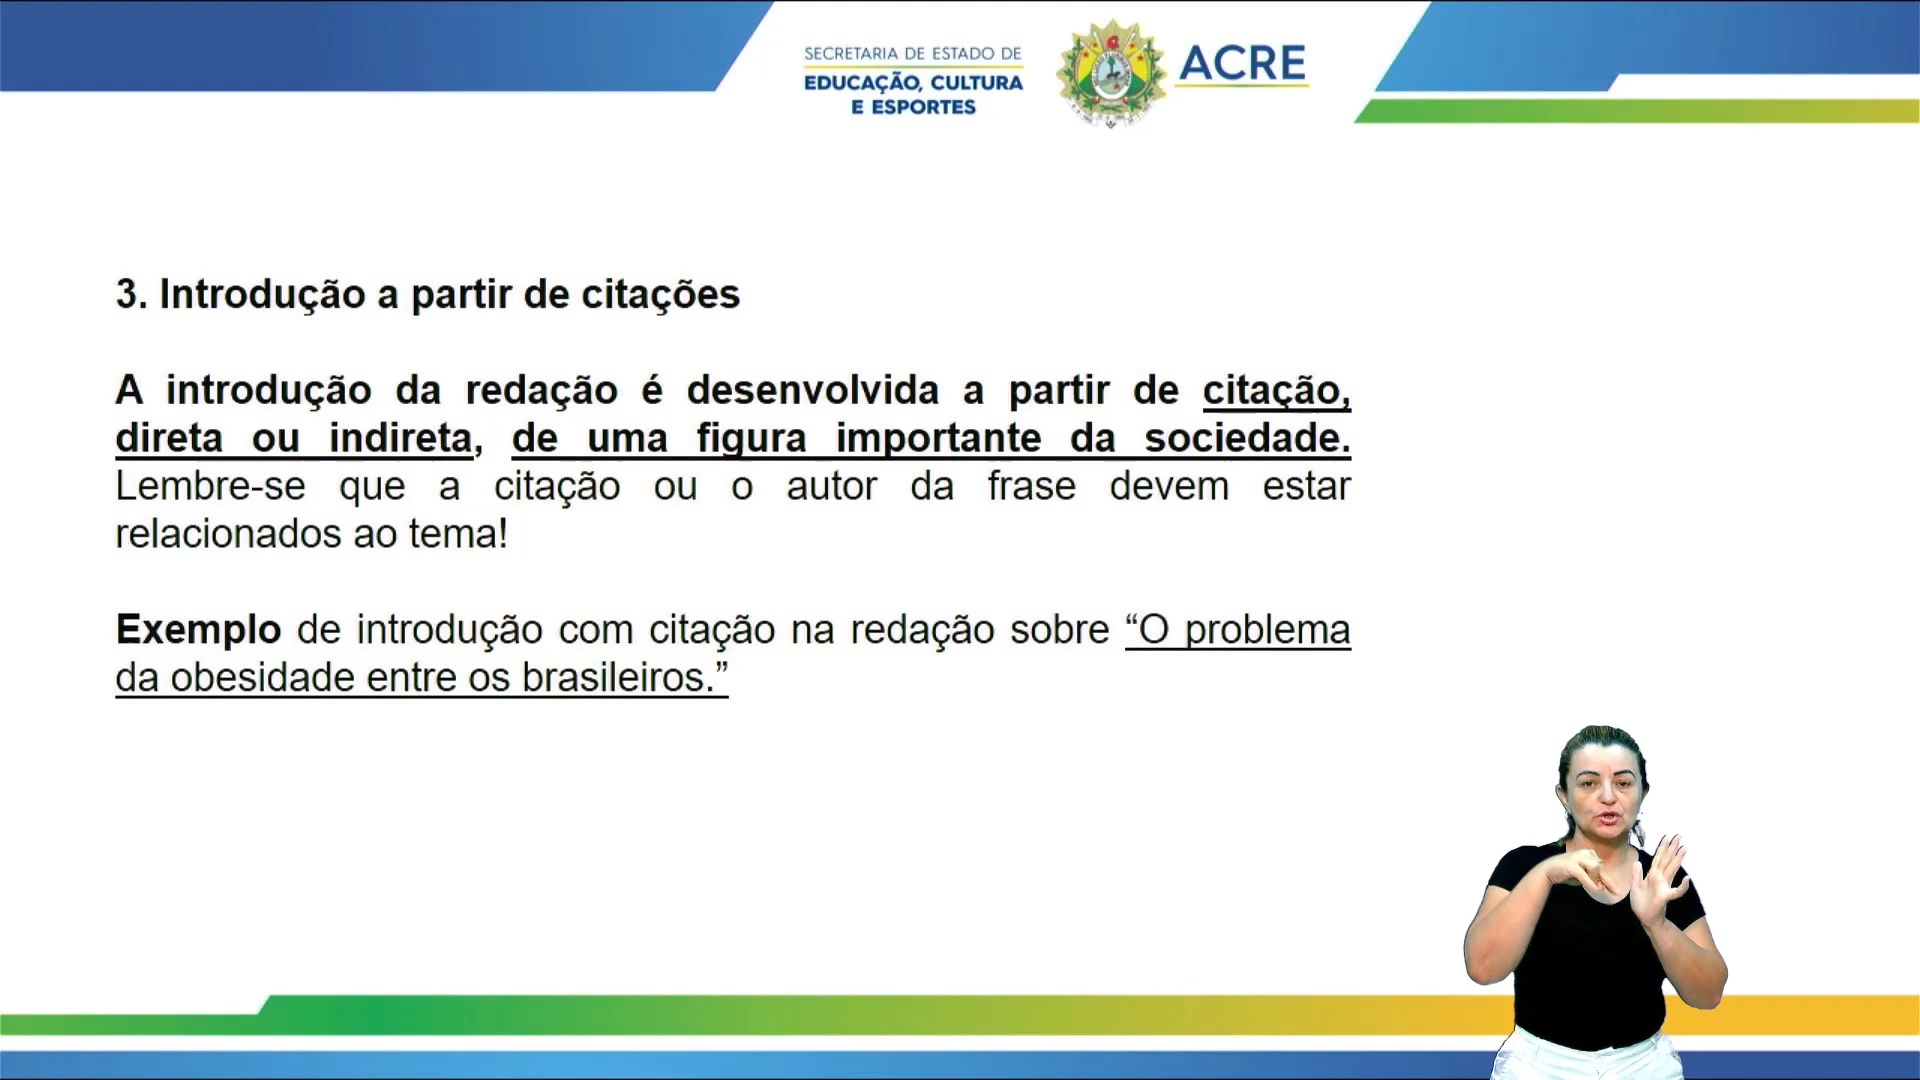 SECRETARIA DE ESTADO DE
EDUCAÇÃO, CULTURA
E ESPORTES
ACRE
3. Introdução a partir de citações
A introdução da redação é desenvolvida a partir de citação,
direta ou indireta, de uma figura importante da sociedade.
Lembre-se que a citação ou o autor da frase devem estar
relacionados ao tema!
Exemplo de introdução com citação na redação sobre “O problema
da obesidade entre os brasileiros.”